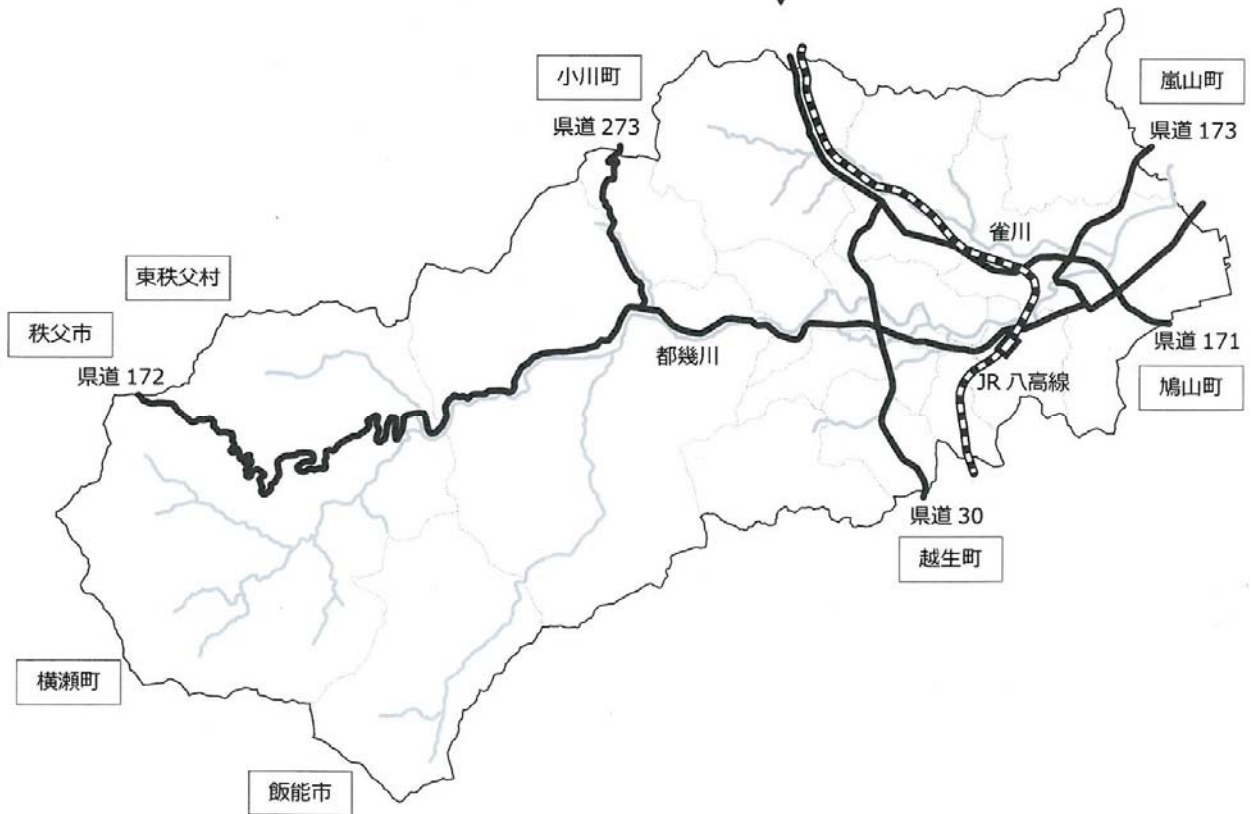 小川町
県道 273
嵐山町
県道 173
雀川
東秩父村
秩父市
県道 172
都幾川
県道 171
JR 八高線
鳩山町
県道 30
越生町
横瀬町
飯能市